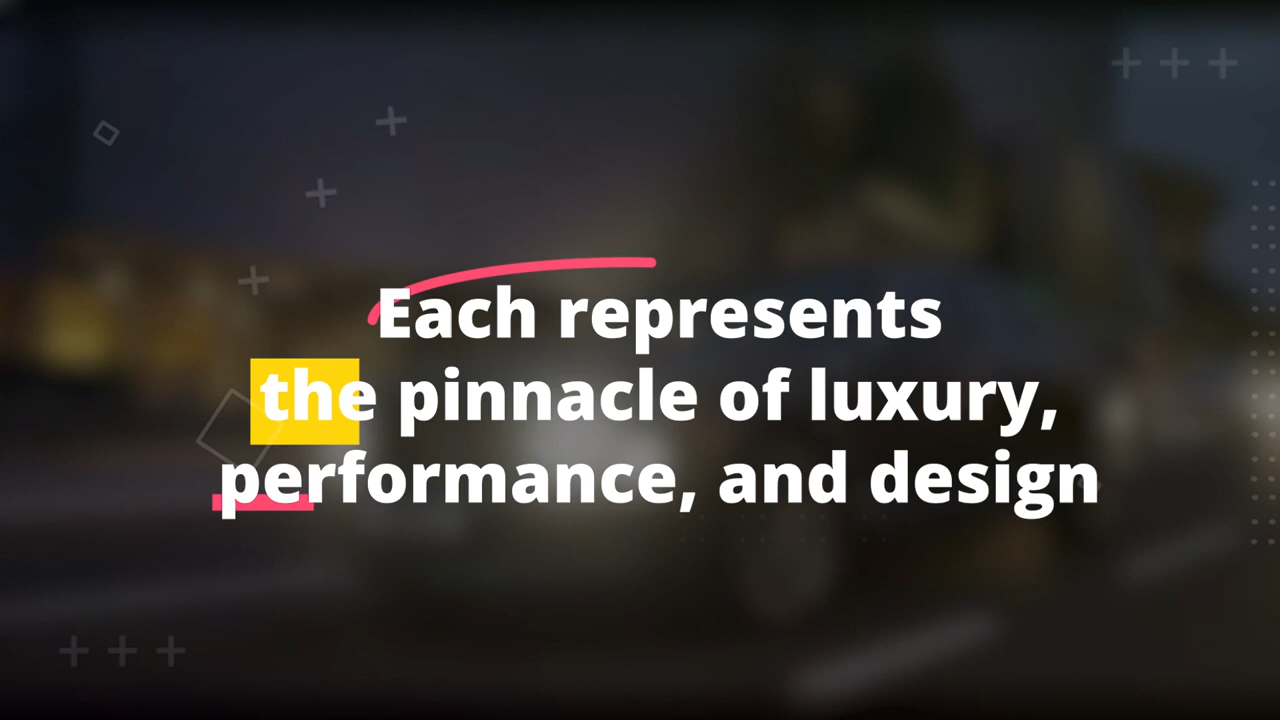 Each represents
the pinnacle of luxury,
performance, and design